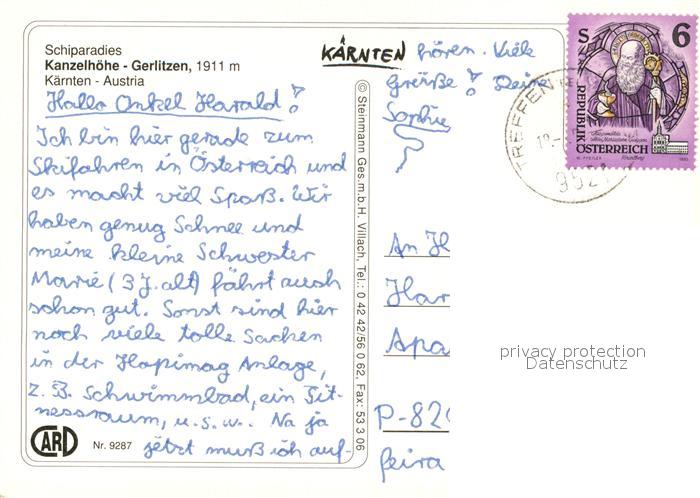 Schiparadies
Kanzelhöhe - Gerlitzen, 1911 m
Kärnten - Austria
Hallo Onkel Harald!
Ich bin hier gerade zum
Skifahren in Österreich und
es macht viel Spaß. Wir
haben genug Schnee und
meine kleine Schwester
Marie (3 J. alt) fährt auch
schon gut. Sonst sind hier
noch viele tolle Sachen
in der Hapimag Anlage,
z. B. Schwimmbad, ein Fit-
nessraum, u. s. w.. Na ja
jetzt muß ich auf-
CARD
Nr. 9287
© Steinmann Ges.m.b.H. Villach, Tel.: 0 42 42/56 0 62, Fax: 53 3 06
KÄRNTEN hören. Viele
Grüße! Deine
Sophie
S 6
REPUBLIK
ÖSTERREICH
TREFFEN
952
An H
Har
Apa
P-820
feira
privacy protection
Datenschutz